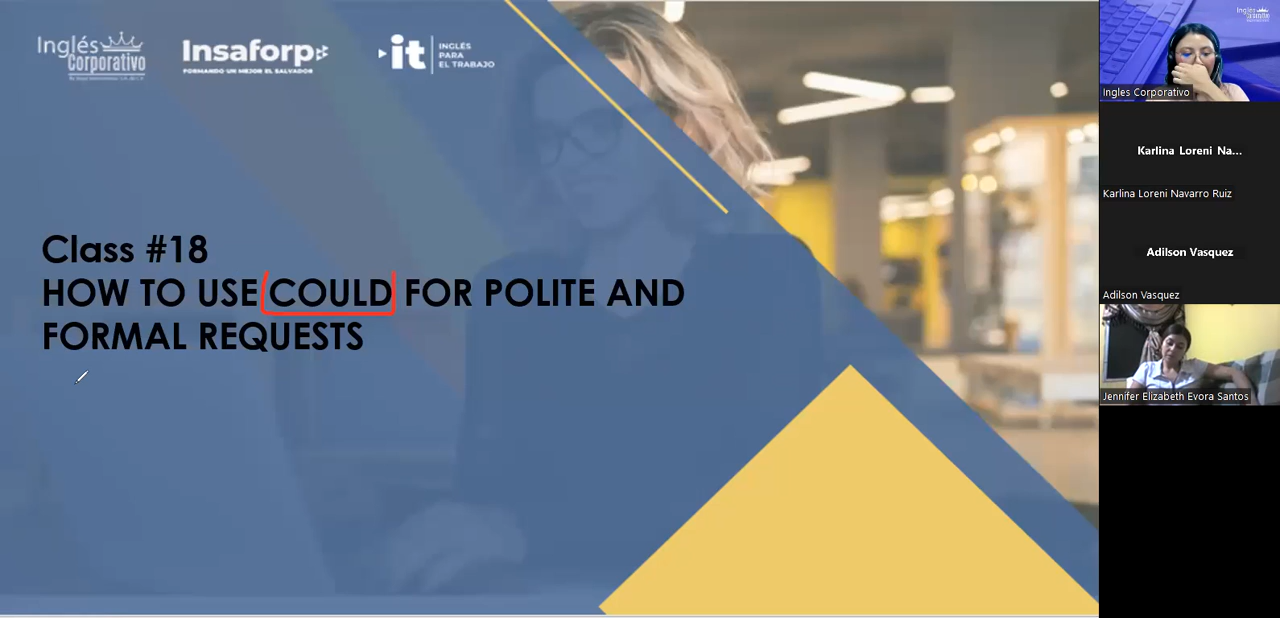 Inglés
Corporativo
Insaforp
FORMANDO UN MEJOR EL SALVADOR
it
INGLÉS
PARA
EL TRABAJO
Class #18
HOW TO USE COULD FOR POLITE AND
FORMAL REQUESTS
Ingles Corporativo
Karlina Loreni Na...
Karlina Loreni Navarro Ruiz
Adilson Vasquez
Adilson Vasquez
Jennifer Elizabeth Evora Santos